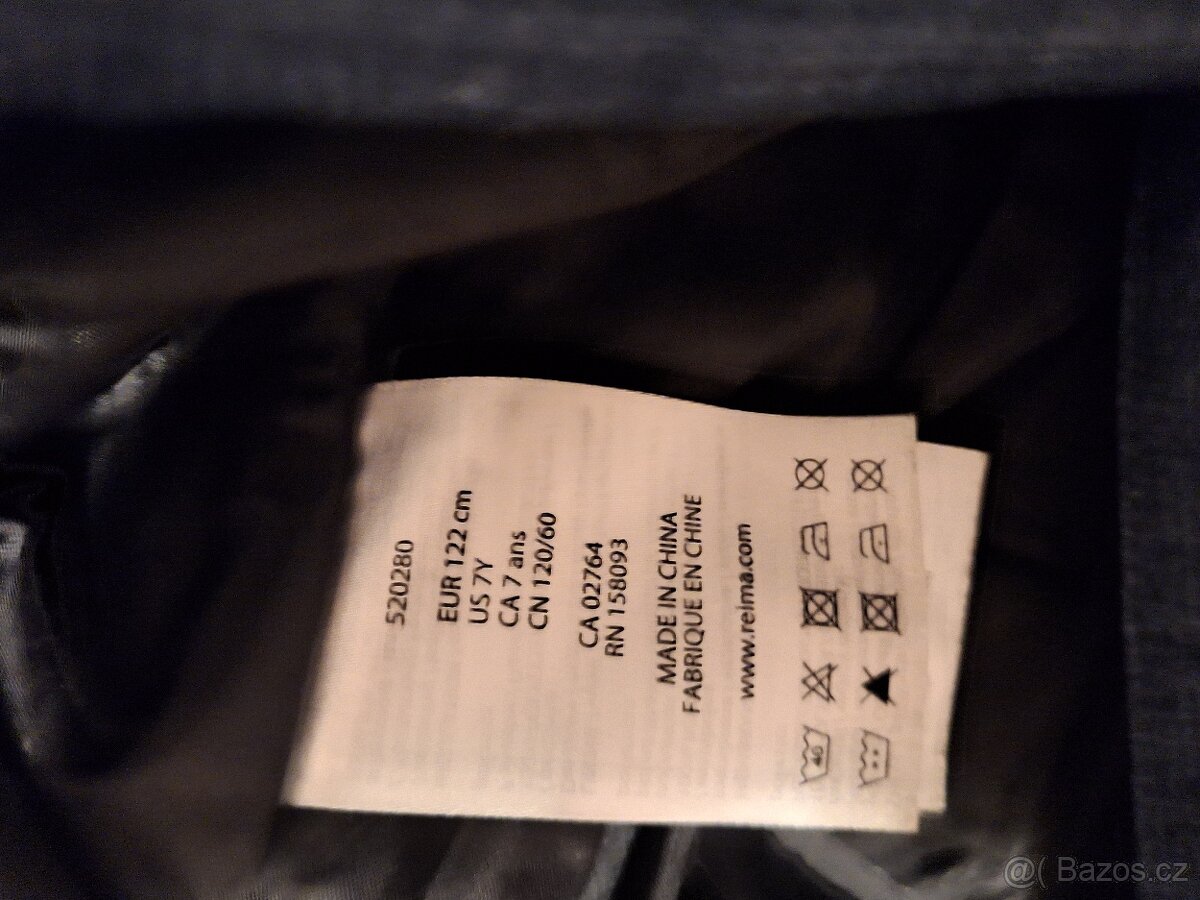 520280
EUR 122 cm
US 7Y
CA 7 ans
CN 120/60
CA 02764
RN 158093
MADE IN CHINA
FABRIQUE EN CHINE
www.reima.com
40
@( Bazos.cz